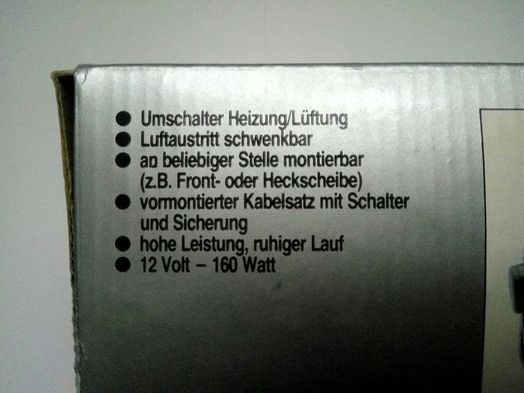 ● Umschalter Heizung/Lüftung
● Luftaustritt schwenkbar
● an beliebiger Stelle montierbar
(z.B. Front- oder Heckscheibe)
● vormontierter Kabelsatz mit Schalter
und Sicherung
● hohe Leistung, ruhiger Lauf
● 12 Volt – 160 Watt